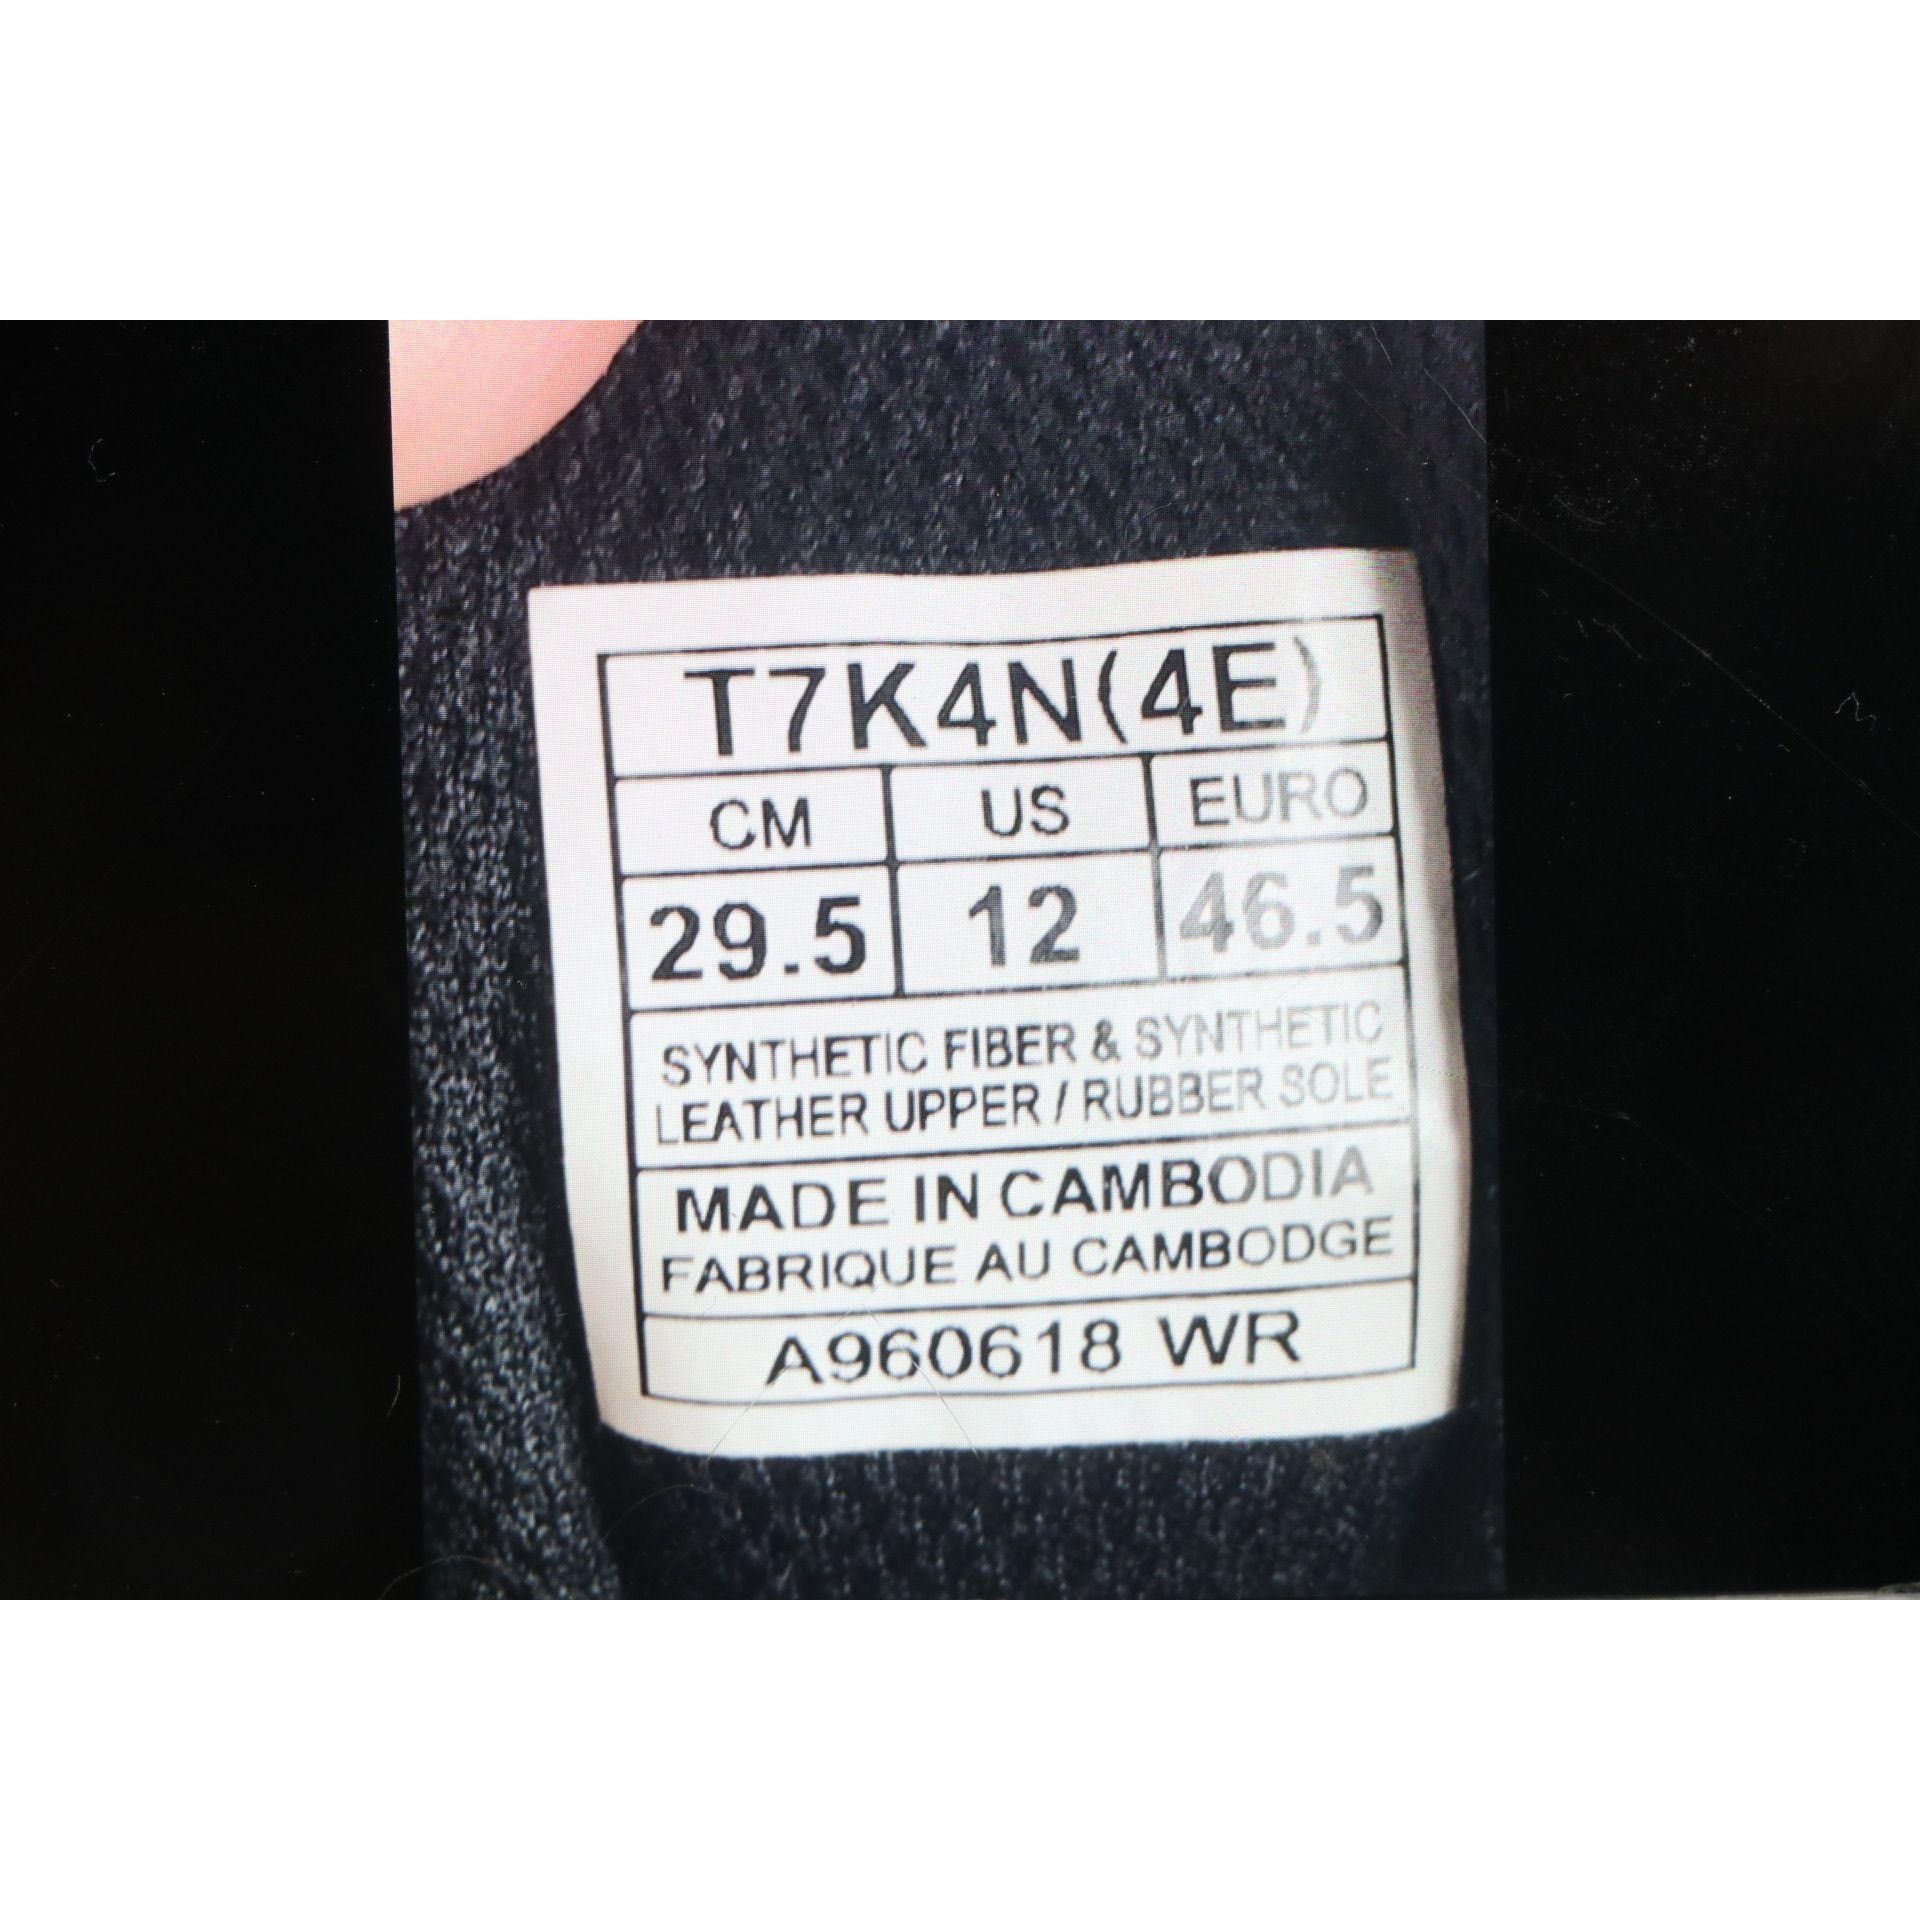 T7K4N(4E)
CM US EURO
29.5 12 46.5
SYNTHETIC FIBER & SYNTHETIC
LEATHER UPPER / RUBBER SOLE
MADE IN CAMBODIA
FABRIQUE AU CAMBODGE
A960618 WR